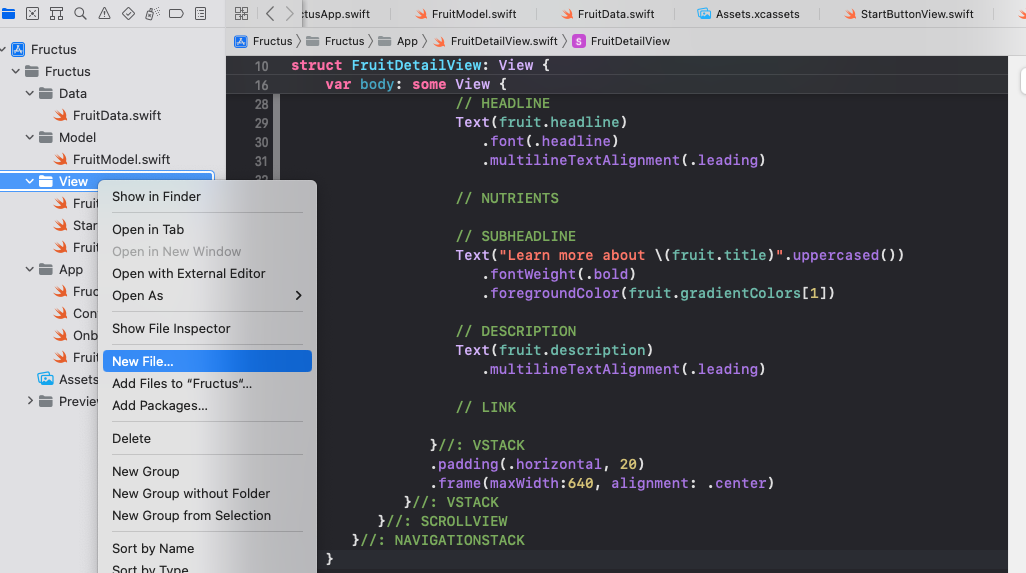 ctusApp.swift FruitModel.swift FruitData.swift Assets.xcassets StartButtonView.swift
Fructus Fructus App FruitDetailView.swift S FruitDetailView
Fructus
Fructus
Data
FruitData.swift
Model
FruitModel.swift
View
Fruit
Star
Fruit
App
Fruc
Con
Onb
Fruit
Assets
Preview
Show in Finder
Open in Tab
Open in New Window
Open with External Editor
Open As
Show File Inspector
New File...
Add Files to “Fructus”...
Add Packages...
Delete
New Group
New Group without Folder
New Group from Selection
Sort by Name
Sort by Type
10 struct FruitDetailView: View {
16 var body: some View {
28 // HEADLINE
29 Text(fruit.headline)
30 .font(.headline)
31 .multilineTextAlignment(.leading)
32
// NUTRIENTS
// SUBHEADLINE
Text("Learn more about \(fruit.title)".uppercased())
.fontWeight(.bold)
.foregroundColor(fruit.gradientColors[1])
// DESCRIPTION
Text(fruit.description)
.multilineTextAlignment(.leading)
// LINK
}//: VSTACK
.padding(.horizontal, 20)
.frame(maxWidth:640, alignment: .center)
}//: VSTACK
}//: SCROLLVIEW
}//: NAVIGATIONSTACK
}